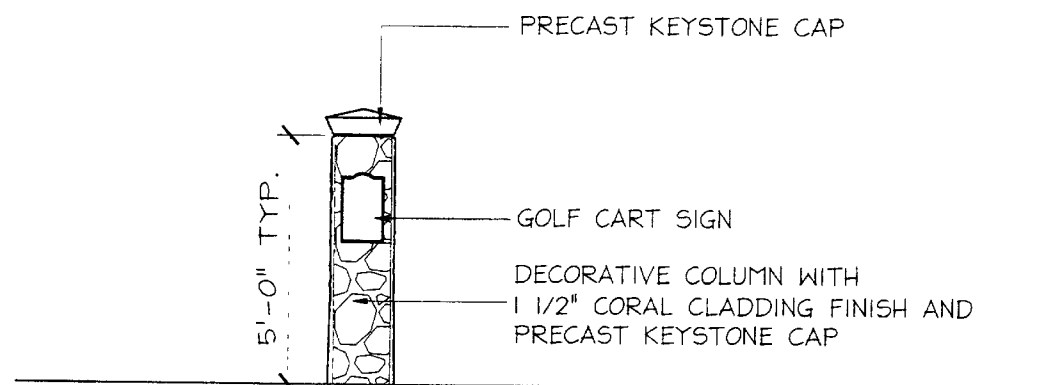 PRECAST KEYSTONE CAP
5'-0" TYP.
GOLF CART SIGN
DECORATIVE COLUMN WITH
1 1/2" CORAL CLADDING FINISH AND
PRECAST KEYSTONE CAP